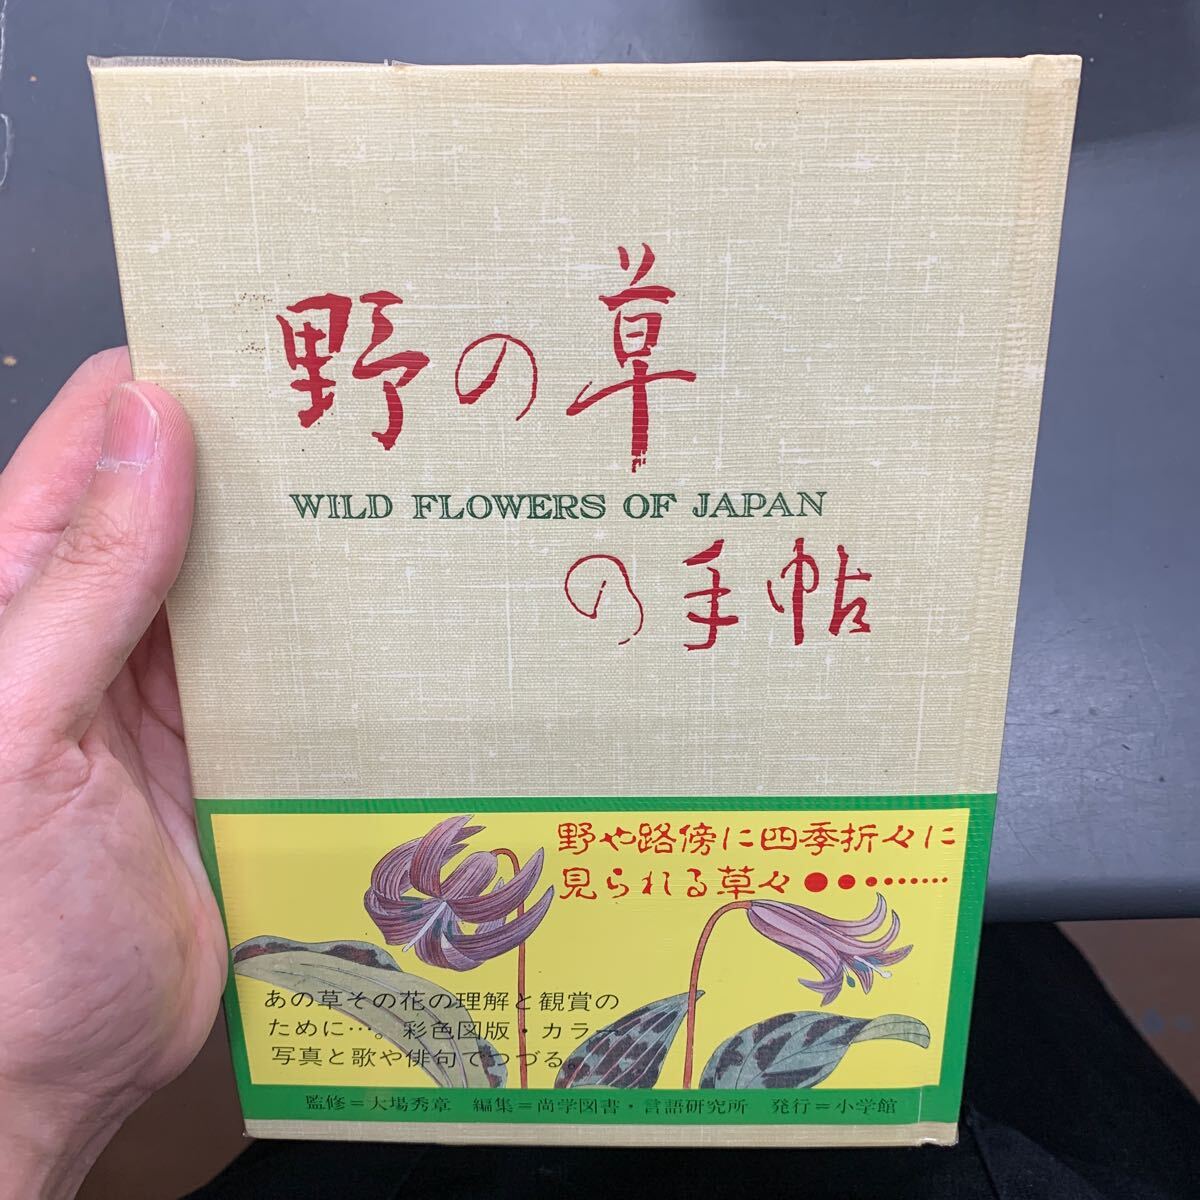 野の草
WILD FLOWERS OF JAPAN
の手帖
野や路傍に四季折々に
見られる草々●●●••••••
あの草その花の理解と観賞の
ために…。彩色図版・カラー
写真と歌や俳句でつづる。
監修＝大場秀章 編集＝尚学図書・言語研究所 発行＝小学館